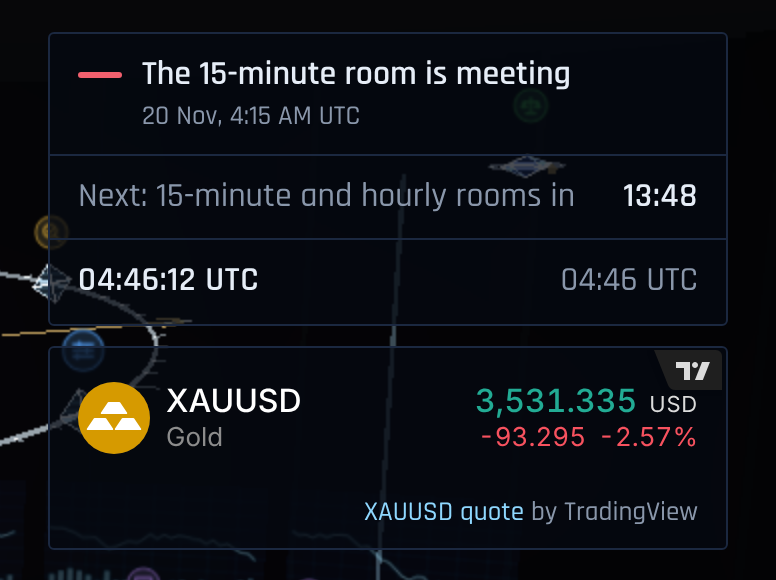 The 15-minute room is meeting
20 Nov, 4:15 AM UTC
Next: 15-minute and hourly rooms in 13:48
04:46:12 UTC 04:46 UTC
XAUUSD 3,531.335 USD
Gold -93.295 -2.57%
XAUUSD quote by TradingView